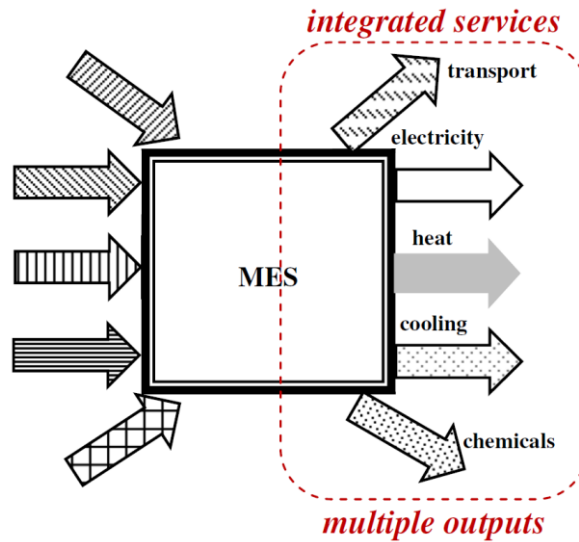 integrated services
transport
electricity
heat
MES
cooling
chemicals
multiple outputs